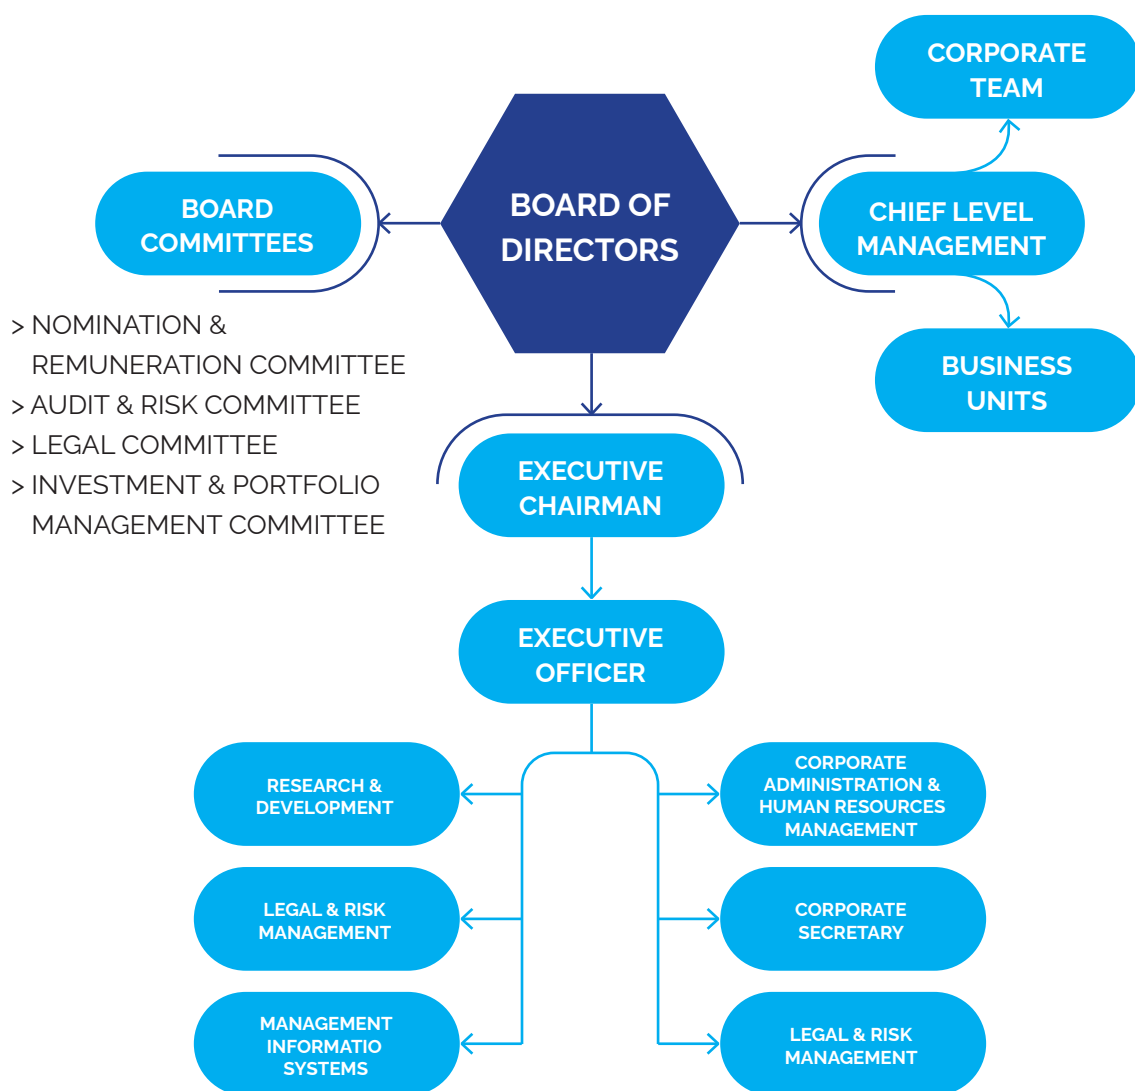 CORPORATE
TEAM
BOARD OF
DIRECTORS
BOARD
COMMITTEES
CHIEF LEVEL
MANAGEMENT
> NOMINATION &
REMUNERATION COMMITTEE
> AUDIT & RISK COMMITTEE
> LEGAL COMMITTEE
> INVESTMENT & PORTFOLIO
MANAGEMENT COMMITTEE
BUSINESS
UNITS
EXECUTIVE
CHAIRMAN
EXECUTIVE
OFFICER
RESEARCH &
DEVELOPMENT
CORPORATE
ADMINISTRATION &
HUMAN RESOURCES
MANAGEMENT
LEGAL & RISK
MANAGEMENT
CORPORATE
SECRETARY
MANAGEMENT
INFORMATIO
SYSTEMS
LEGAL & RISK
MANAGEMENT